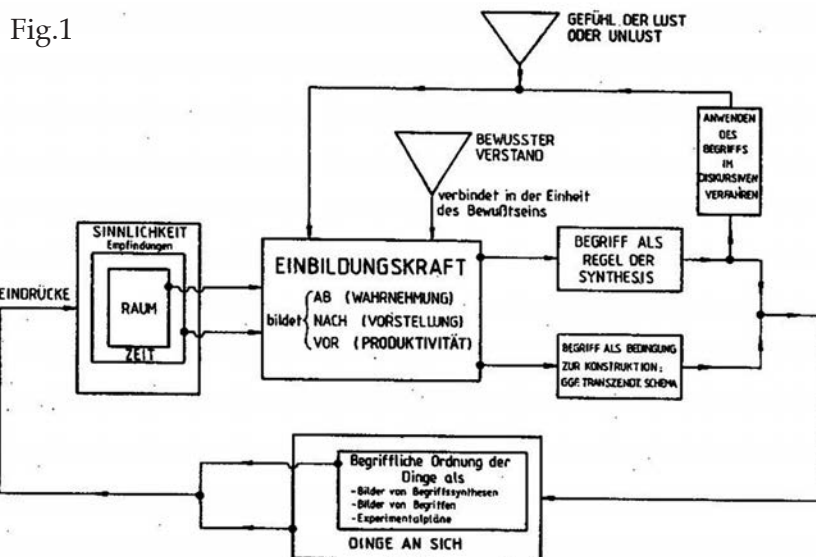 Fig.1
GEFÜHL DER LUST
ODER UNLUST
ANWENDEN
DES
BEGRIFFS
IM
DISKURSIVEN
VERFAHREN
BEWUSSTER
VERSTAND
verbindet in der Einheit
des Bewußtseins
SINNLICHKEIT
Empfindungen
RAUM
ZEIT
EINDRÜCKE
EINBILDUNGSKRAFT
bildet
AB (WAHRNEHMUNG)
NACH (VORSTELLUNG)
VOR (PRODUKTIVITÄT)
BEGRIFF ALS
REGEL DER
SYNTHESIS
BEGRIFF ALS BEDINGUNG
ZUR KONSTRUKTION;
GGF. TRANSZENDT. SCHEMA
Begriffliche Ordnung der
Dinge als
-Bilder von Begriffssynthesen
-Bilder von Begriffen
-Experimentalpläne
DINGE AN SICH